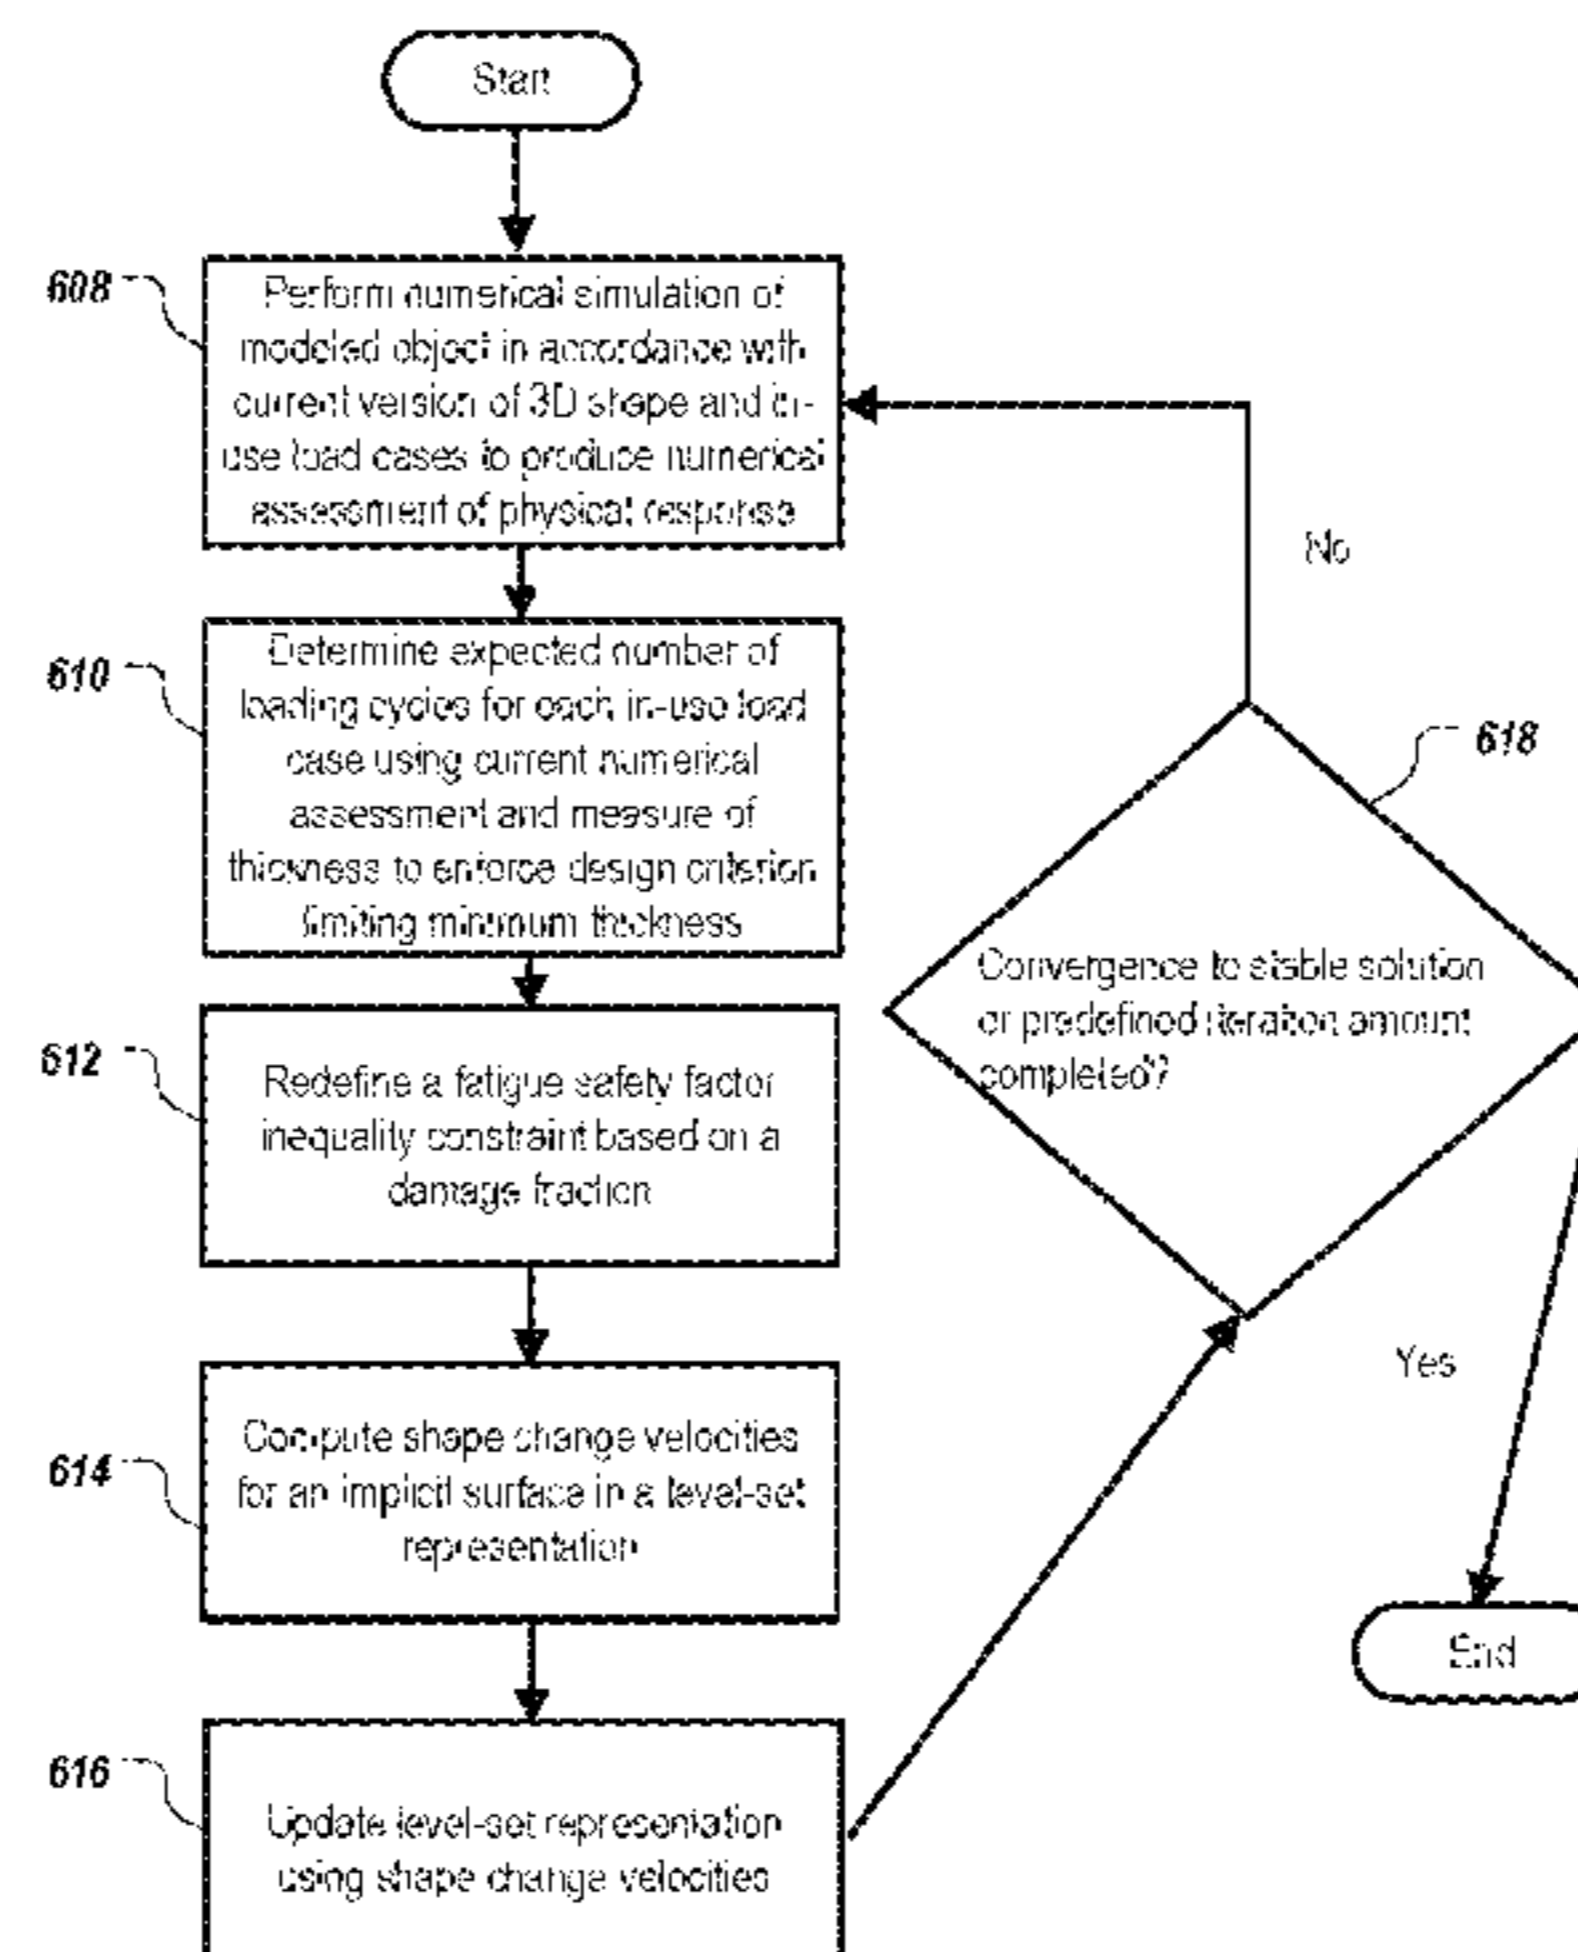 Start
608
Perform numerical simulation of
modeled object in accordance with
current version of 3D shape and in-
use load cases to produce numerical
assessment of physical response
610
Determine expected number of
loading cycles for each in-use load
case using current numerical
assessment and measure of
thickness to enforce design criterion
limiting minimum thickness
612
Redefine a fatigue safety factor
inequality constraint based on a
damage fraction
614
Compute shape change velocities
for an implicit surface in a level-set
representation
616
Update level-set representation
using shape change velocities
No
618
Convergence to stable solution
or predefined iteration amount
completed?
Yes
End